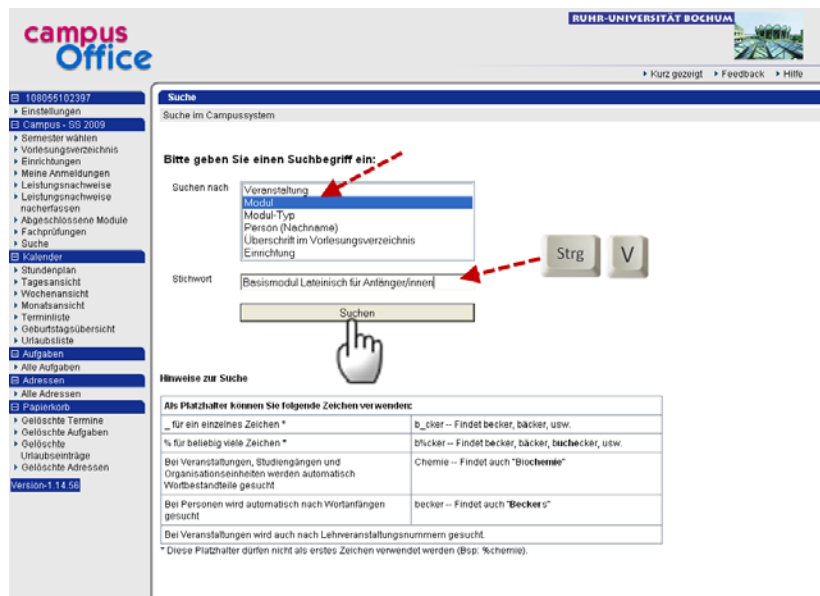 campus
Office
RUHR-UNIVERSITÄT BOCHUM
Kurz gezeigt Feedback Hilfe
108055102397
Einstellungen
Campus - SS 2009
Semester wählen
Vorlesungsverzeichnis
Einrichtungen
Meine Anmeldungen
Leistungsnachweise
Leistungsnachweise
nacherfassen
Abgeschlossene Module
Fachprüfungen
Suche
Kalender
Stundenplan
Tagesansicht
Wochenansicht
Monatsansicht
Terminliste
Geburtstagsübersicht
Urlaubsliste
Aufgaben
Alle Aufgaben
Adressen
Alle Adressen
Papierkorb
Gelöschte Termine
Gelöschte Aufgaben
Gelöschte
Urlaubseinträge
Gelöschte Adressen
Version-1.14.56
Suche
Suche im Campussystem
Bitte geben Sie einen Suchbegriff ein:
Suchen nach
Veranstaltung
Modul
Modul-Typ
Person (Nachname)
Überschrift im Vorlesungsverzeichnis
Einrichtung
Strg V
Stichwort Basismodul Lateinisch für Anfänger/innen
Suchen
Hinweise zur Suche
Als Platzhalter können Sie folgende Zeichen verwenden:
_ für ein einzelnes Zeichen * b_cker -- Findet becker, bäcker, usw.
% für beliebig viele Zeichen * b%cker -- Findet becker, bäcker, buchecker, usw.
Bei Veranstaltungen, Studiengängen und
Organisationseinheiten werden automatisch
Wortbestandteile gesucht
Chemie -- Findet auch "Biochemie"
Bei Personen wird automatisch nach Wortanfängen
gesucht
becker -- Findet auch "Beckers"
Bei Veranstaltungen wird auch nach Lehrveranstaltungsnummern gesucht.
* Diese Platzhalter dürfen nicht als erstes Zeichen verwendet werden (Bsp: %chemie).